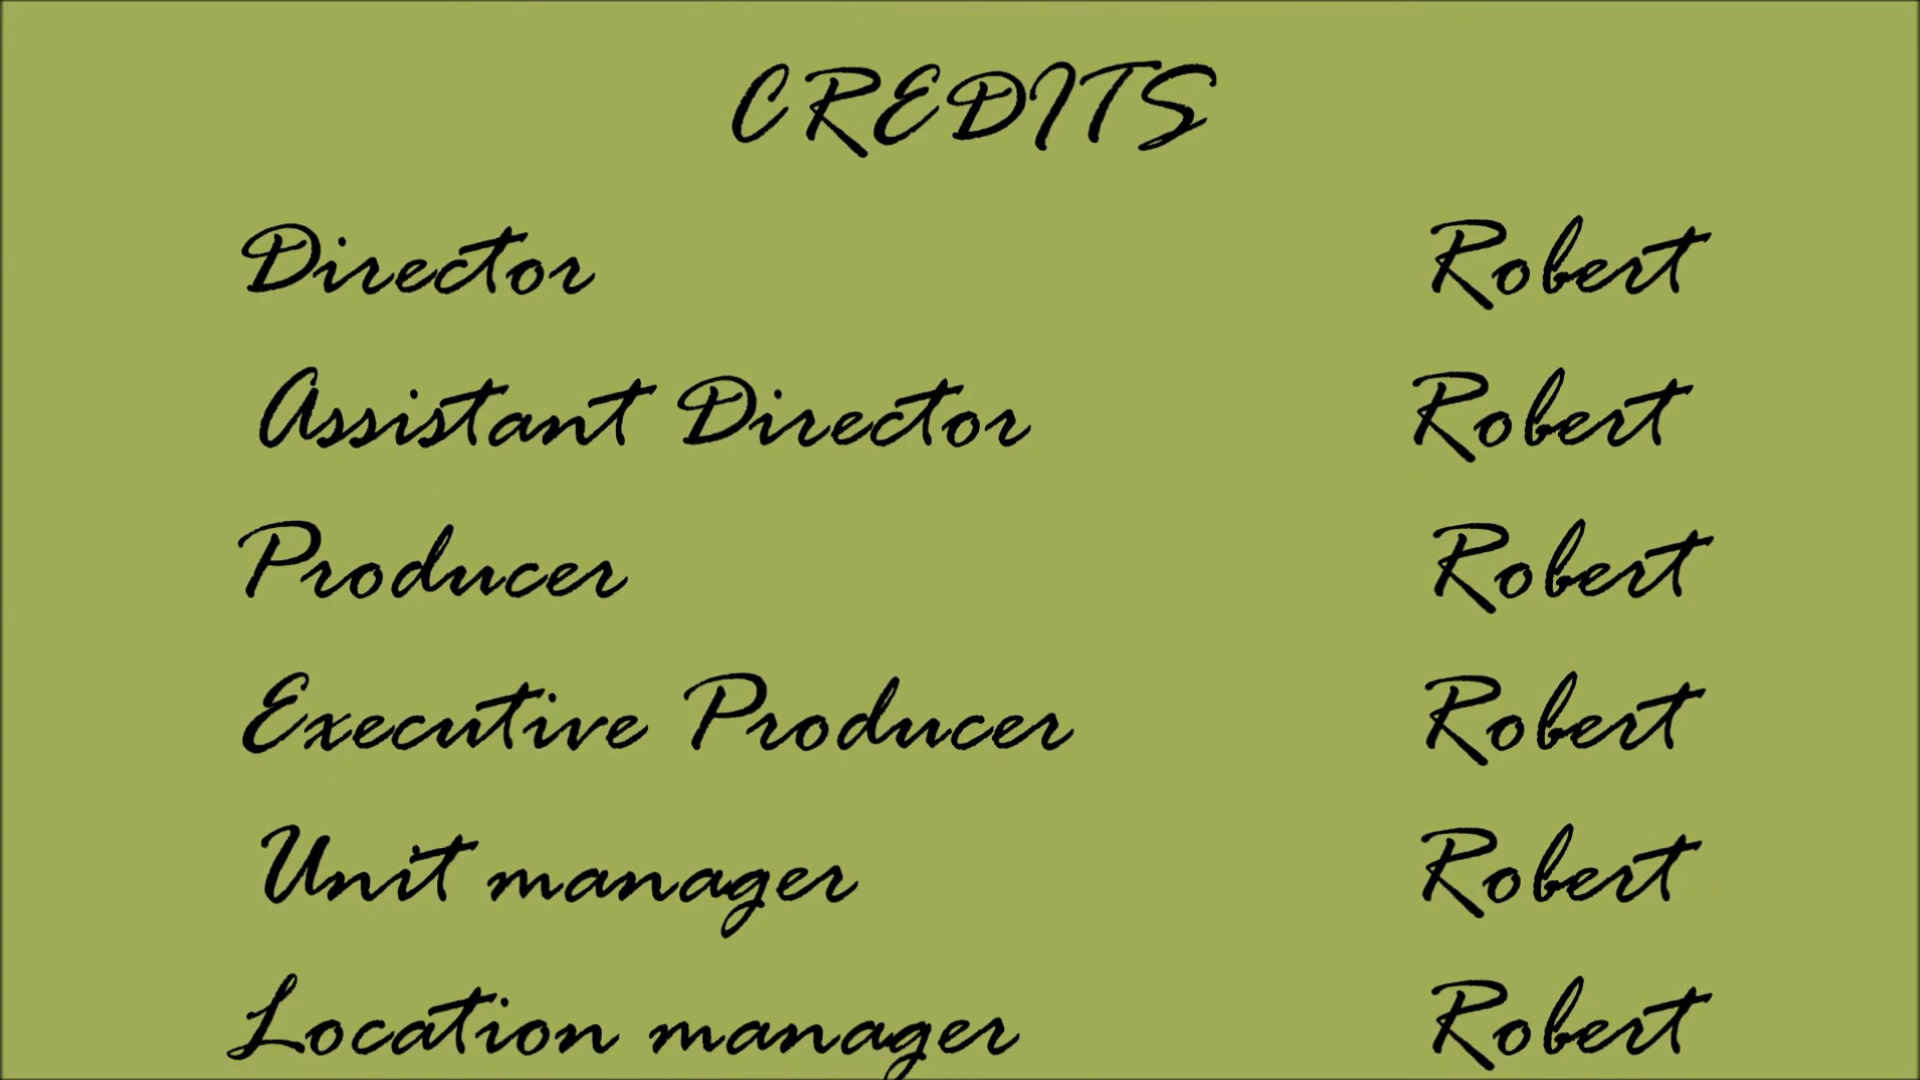 CREDITS
Director Robert
Assistant Director Robert
Producer Robert
Executive Producer Robert
Unit manager Robert
Location manager Robert